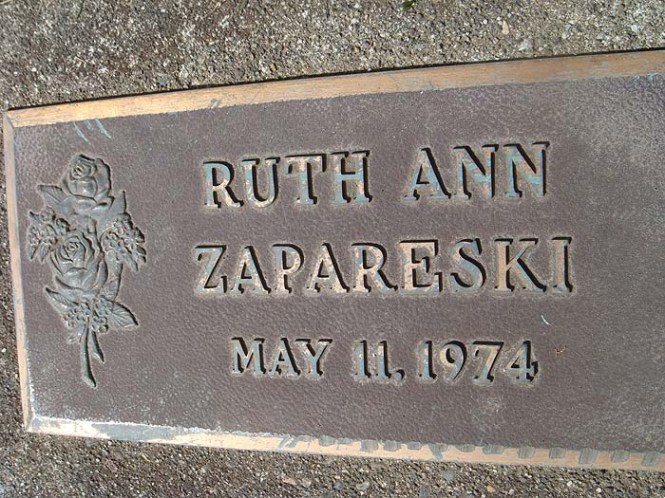 RUTH ANN
ZAPARESKI
MAY 11, 1974